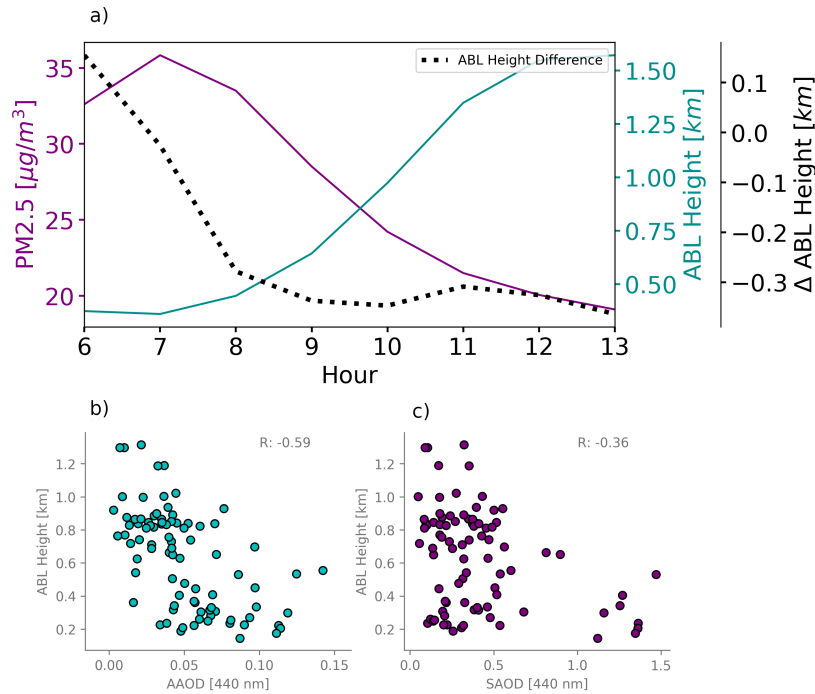 a)
ABL Height Difference
PM2.5 [μg/m³]
35
30
25
20
1.50
1.25
1.00
0.75
0.50
ABL Height [km]
0.1
0.0
−0.1
−0.2
−0.3
Δ ABL Height [km]
6 7 8 9 10 11 12 13
Hour
b)
R: -0.59
ABL Height [km]
1.2
1.0
0.8
0.6
0.4
0.2
0.00 0.05 0.10 0.15
AAOD [440 nm]
c)
R: -0.36
ABL Height [km]
1.2
1.0
0.8
0.6
0.4
0.2
0.0 0.5 1.0 1.5
SAOD [440 nm]